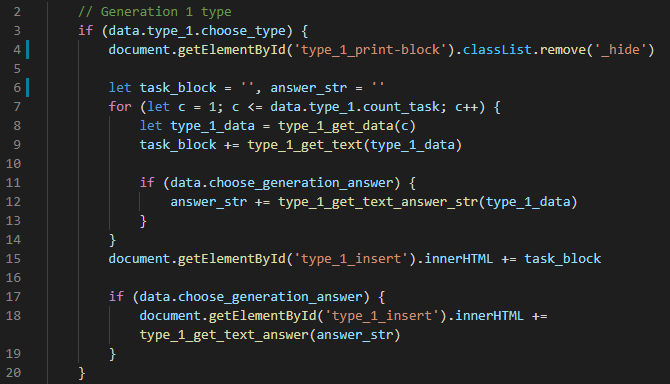 2 // Generation 1 type
3 if (data.type_1.choose_type) {
4 document.getElementById('type_1_print-block').classList.remove('_hide')
5
6 let task_block = '', answer_str = ''
7 for (let c = 1; c <= data.type_1.count_task; c++) {
8 let type_1_data = type_1_get_data(c)
9 task_block += type_1_get_text(type_1_data)
10
11 if (data.choose_generation_answer) {
12 answer_str += type_1_get_text_answer_str(type_1_data)
13 }
14 }
15 document.getElementById('type_1_insert').innerHTML += task_block
16
17 if (data.choose_generation_answer) {
18 document.getElementById('type_1_insert').innerHTML +=
type_1_get_text_answer(answer_str)
19 }
20 }